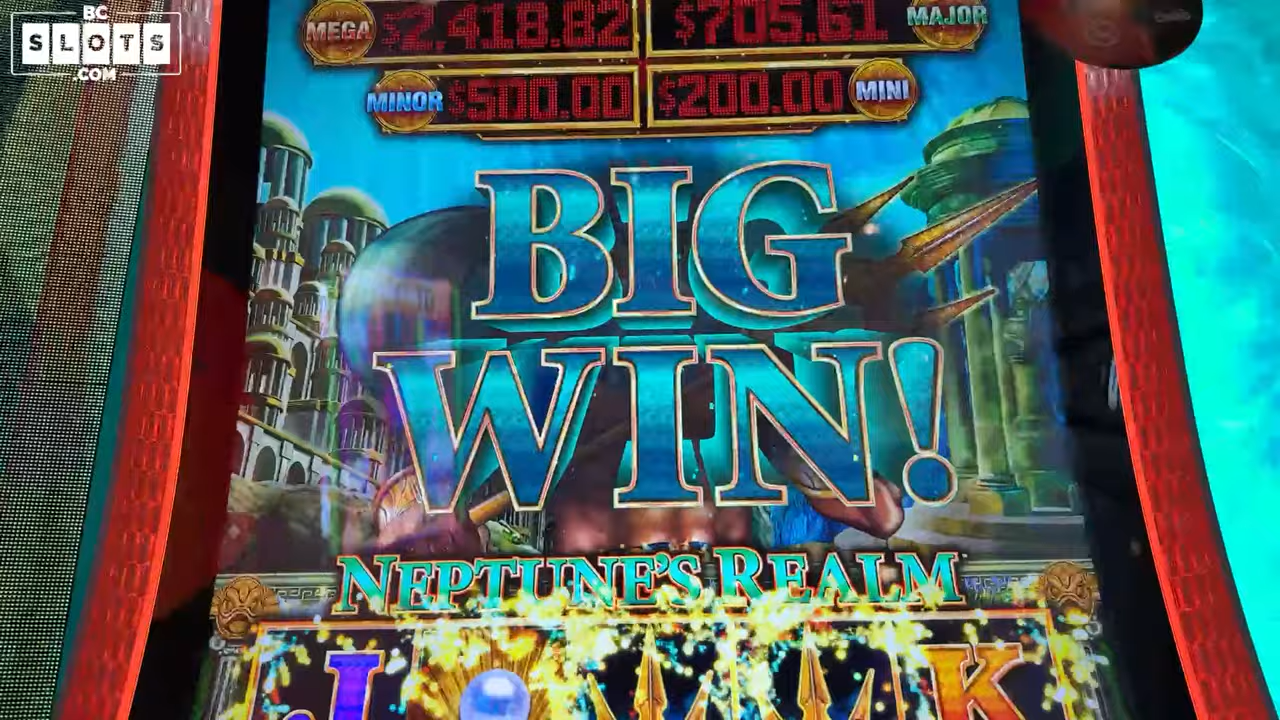 BC
SLOTS
.COM
MEGA $2,418.82 $705.61 MAJOR
MINOR $500.00 $200.00 MINI
BIG
WIN!
NEPTUNE'S REALM
J K